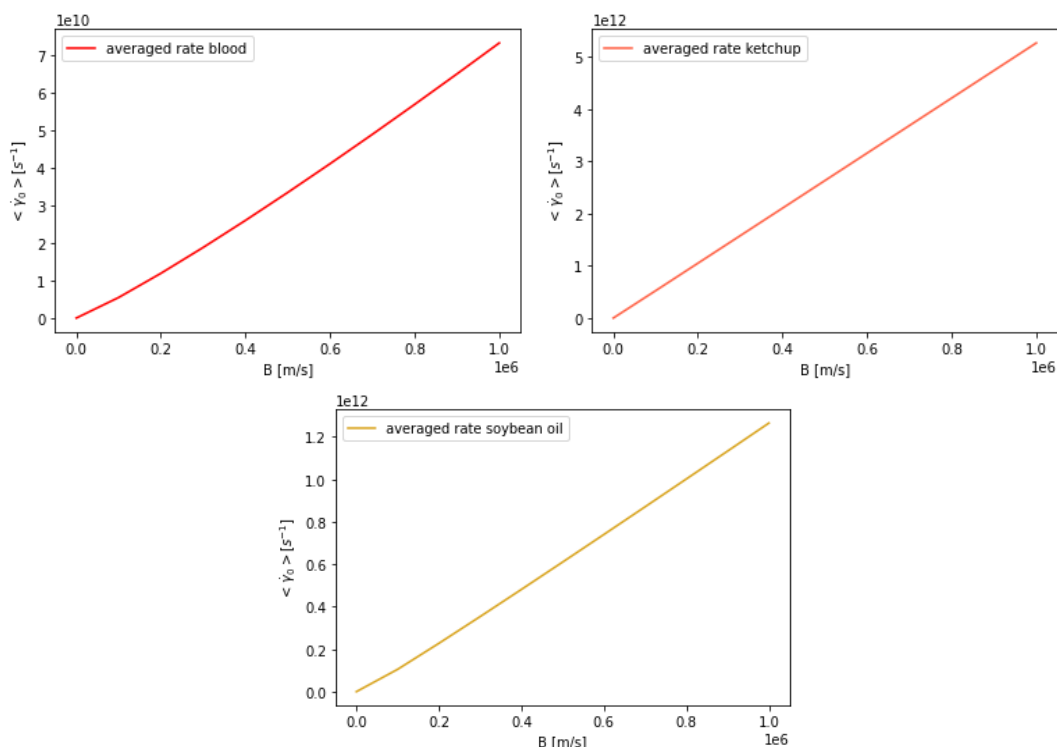 1e10
averaged rate blood
7
6
5
4
3
2
1
0
< γ̇₀ > [s⁻¹]
0.0 0.2 0.4 0.6 0.8 1.0
B [m/s]
1e6
1e12
averaged rate ketchup
5
4
3
2
1
0
< γ̇₀ > [s⁻¹]
0.0 0.2 0.4 0.6 0.8 1.0
B [m/s]
1e6
1e12
averaged rate soybean oil
1.2
1.0
0.8
0.6
0.4
0.2
0.0
< γ̇₀ > [s⁻¹]
0.0 0.2 0.4 0.6 0.8 1.0
B [m/s]
1e6